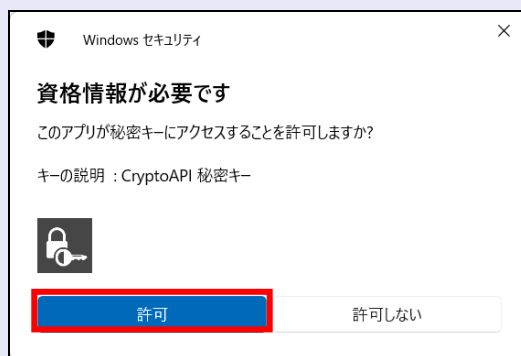 Windows セキュリティ
資格情報が必要です
このアプリが秘密キーにアクセスすることを許可しますか?
キーの説明 : CryptoAPI 秘密キー
許可
許可しない